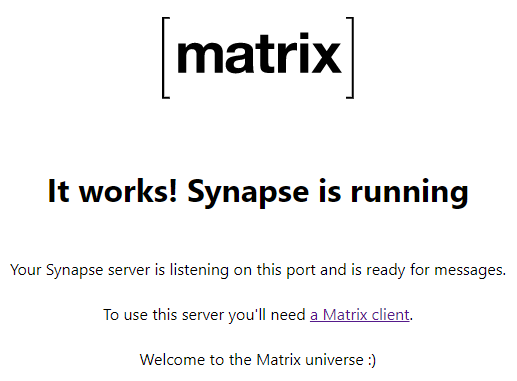 [matrix]
It works! Synapse is running
Your Synapse server is listening on this port and is ready for messages.
To use this server you'll need a Matrix client.
Welcome to the Matrix universe :)